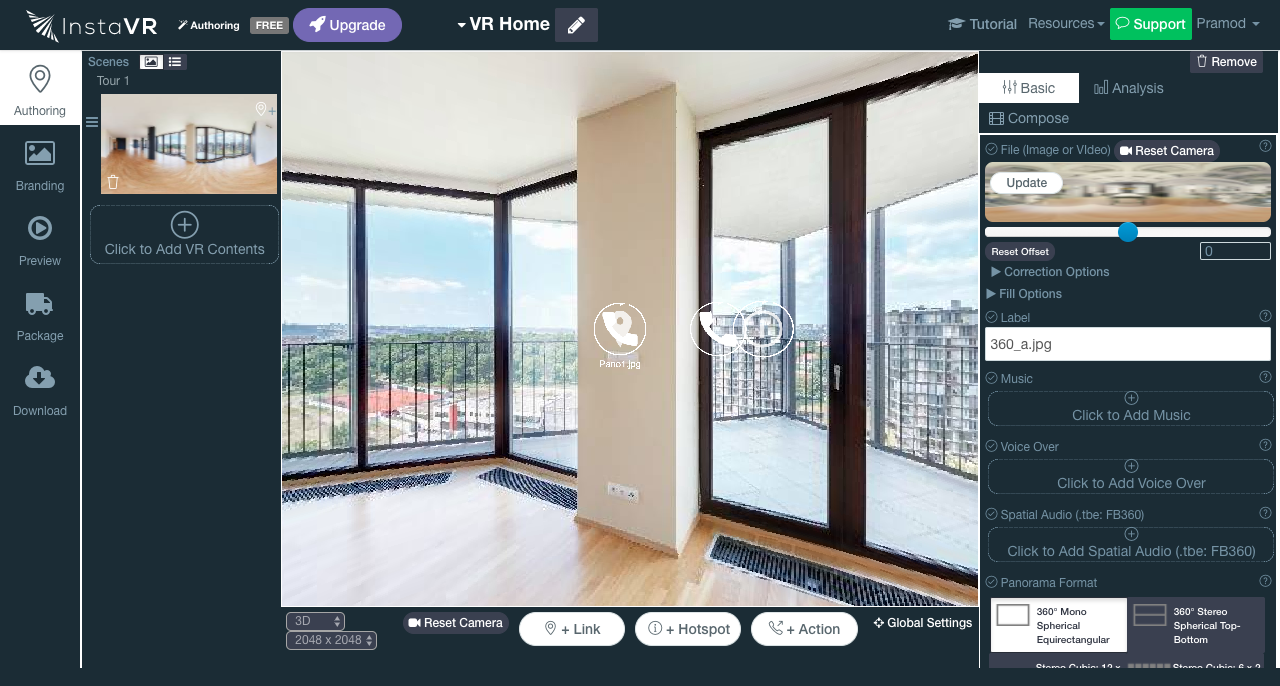 InstaVR
Authoring
FREE
Upgrade
VR Home
Tutorial
Resources
Support
Pramod
Authoring
Branding
Preview
Package
Download
Scenes
Tour 1
Click to Add VR Contents
Pano1.jpg
3D
2048 x 2048
Reset Camera
+ Link
+ Hotspot
+ Action
Global Settings
Remove
Basic
Analysis
Compose
File (Image or VIdeo)
Reset Camera
Update
Reset Offset
0
Correction Options
Fill Options
Label
360_a.jpg
Music
Click to Add Music
Voice Over
Click to Add Voice Over
Spatial Audio (.tbe: FB360)
Click to Add Spatial Audio (.tbe: FB360)
Panorama Format
360° Mono
Spherical
Equirectangular
360° Stereo
Spherical Top-
Bottom
Stereo Cubic: 12 x
Stereo Cubic: 6 x 2